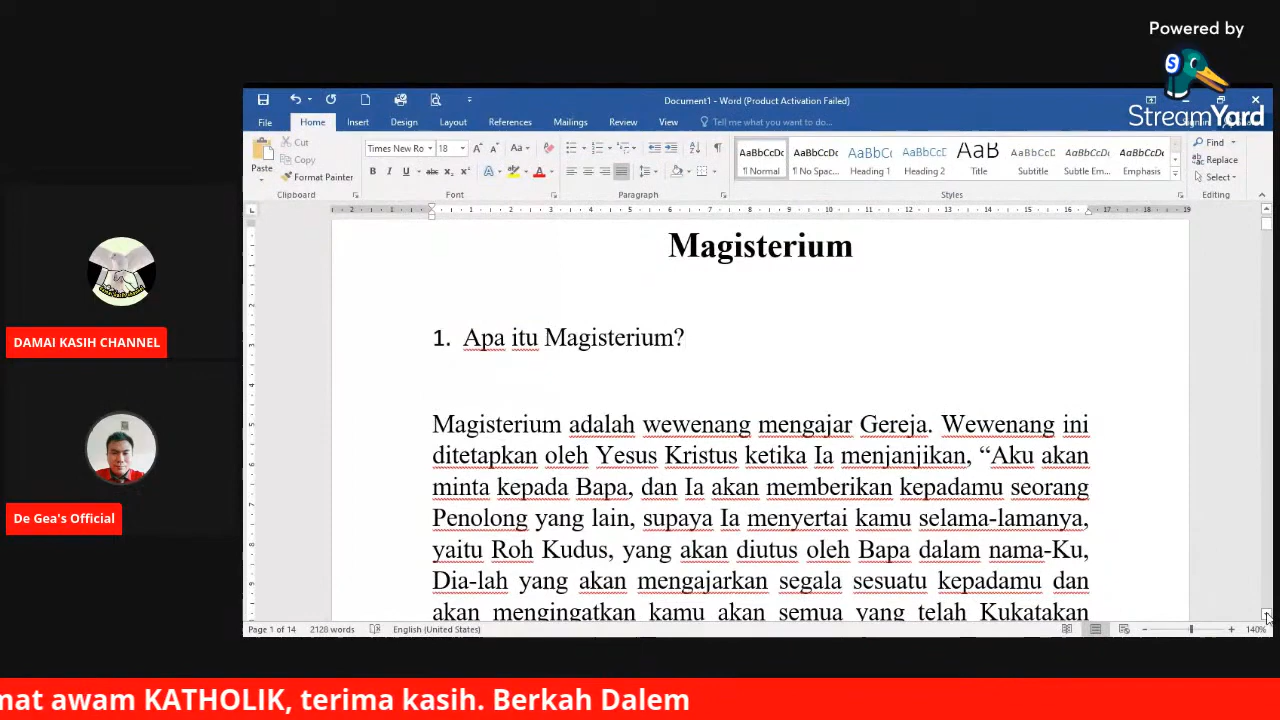 Powered by
StreamYard
Document1 - Word (Product Activation Failed)
File Home Insert Design Layout References Mailings Review View Tell me what you want to do...
Paste
Cut
Copy
Format Painter
Clipboard
Times New Ro 18
Font
Paragraph
AaBbCcDc AaBbCcDc AaBbC AaBbCcC AaB AaBbCcD AaBbCcDc AaBbCcDc
¶ Normal ¶ No Spac... Heading 1 Heading 2 Title Subtitle Subtle Em... Emphasis
Styles
Find
Replace
Select
Editing
Magisterium
1. Apa itu Magisterium?
Magisterium adalah wewenang mengajar Gereja. Wewenang ini
ditetapkan oleh Yesus Kristus ketika Ia menjanjikan, “Aku akan
minta kepada Bapa, dan Ia akan memberikan kepadamu seorang
Penolong yang lain, supaya Ia menyertai kamu selama-lamanya,
yaitu Roh Kudus, yang akan diutus oleh Bapa dalam nama-Ku,
Dia-lah yang akan mengajarkan segala sesuatu kepadamu dan
akan mengingatkan kamu akan semua yang telah Kukatakan
Page 1 of 14 2128 words English (United States) 140%
DAMAI KASIH CHANNEL
De Gea's Official
mat awam KATHOLIK, terima kasih. Berkah Dalem